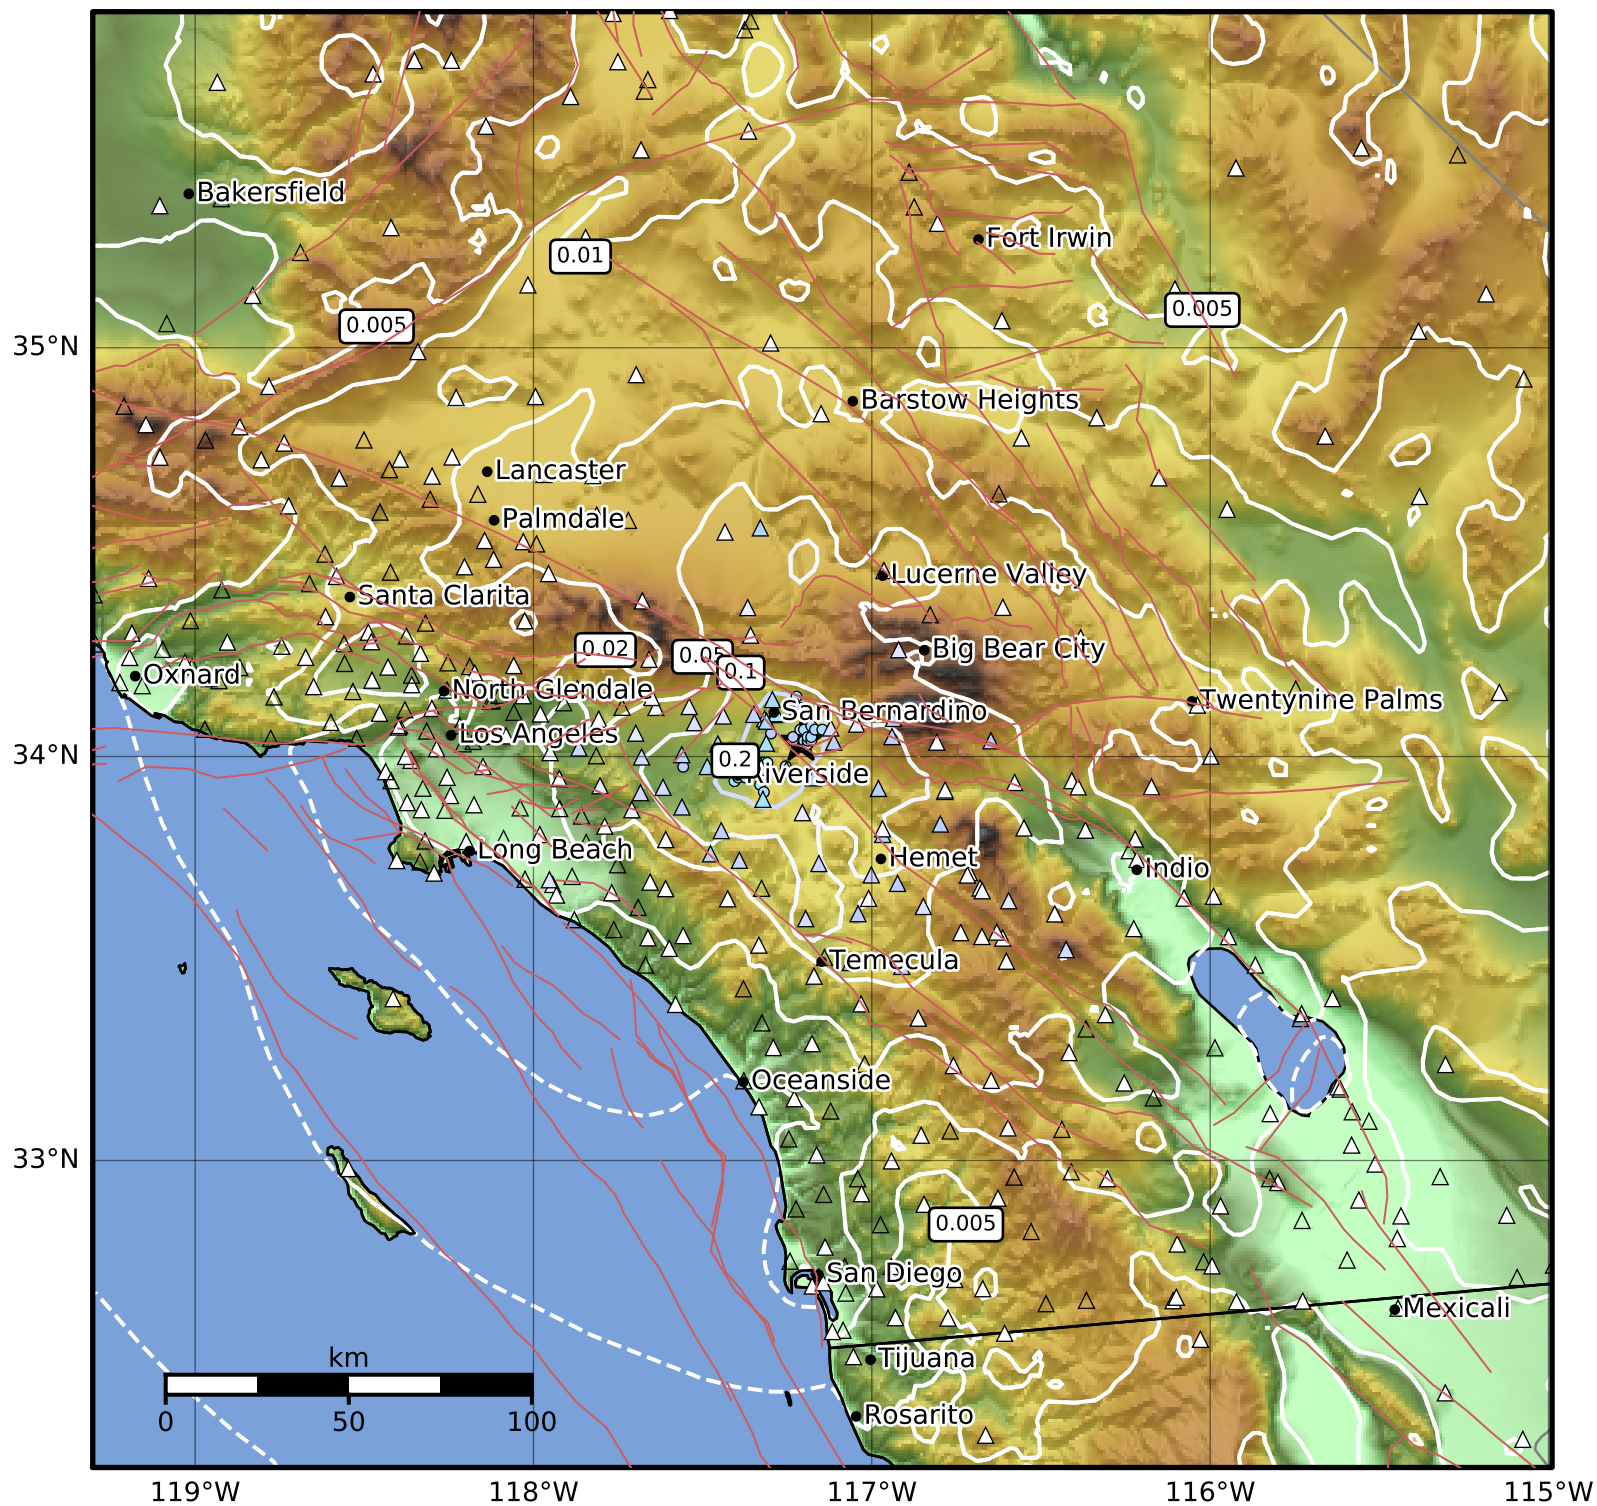 Bakersfield
Fort Irwin
0.01
0.005
0.005
35°N
Barstow Heights
Lancaster
Palmdale
Lucerne Valley
Santa Clarita
0.02
0.05
0.1
Big Bear City
Oxnard
North Glendale
San Bernardino
Twentynine Palms
Los Angeles
34°N
0.2
Riverside
Long Beach
Hemet
Indio
Temecula
Oceanside
33°N
0.005
San Diego
Mexicali
km
Tijuana
0
50
100
Rosarito
119°W
118°W
117°W
116°W
115°W